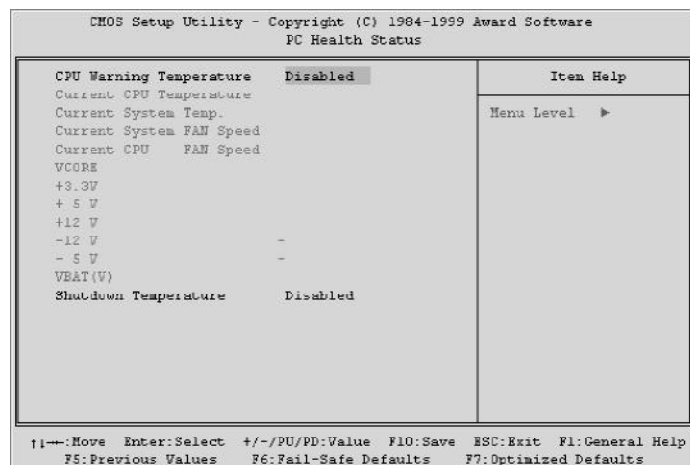 CMOS Setup Utility - Copyright (C) 1984-1999 Award Software
PC Health Status
CPU Warning Temperature Disabled
Current CPU Temperature
Current System Temp.
Current System FAN Speed
Current CPU FAN Speed
VCORE
+3.3V
+ 5 V
+12 V
-12 V -
- 5 V -
VBAT(V)
Shutdown Temperature Disabled
Item Help
Menu Level ▶
↑↓→←:Move Enter:Select +/-/PU/PD:Value F10:Save ESC:Exit F1:General Help
F5:Previous Values F6:Fail-Safe Defaults F7:Optimized Defaults